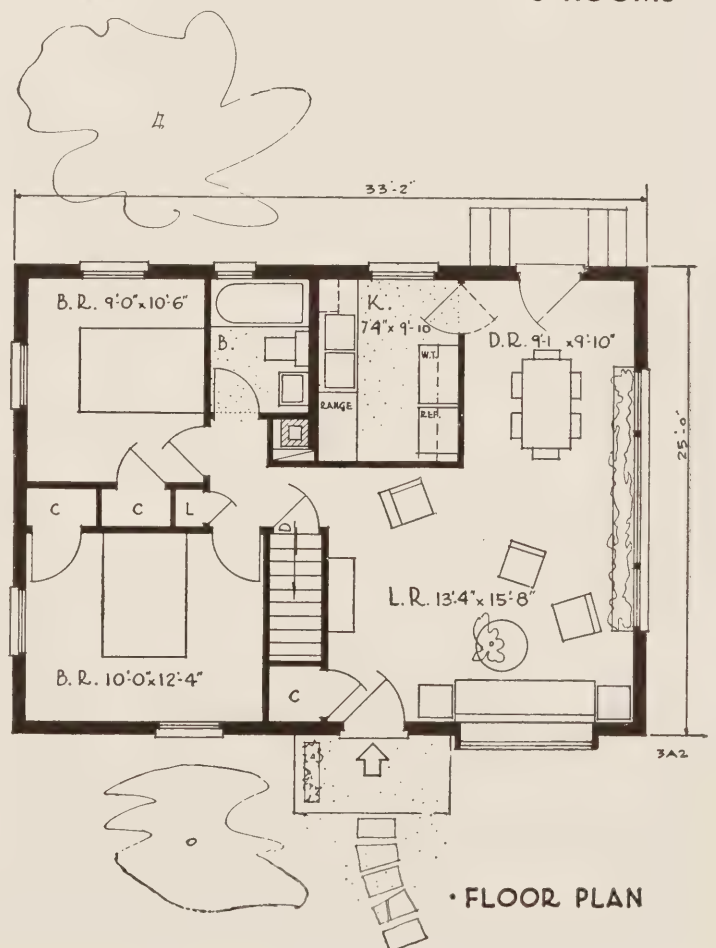 33'-2"
B.R. 9'-0"x10'-6"
B.
K.
7'4" x 9'-10
D.R. 9'-1 x9'-10"
W.T.
RANGE
REF.
25'-0"
C
C
L
D
L.R. 13'-4"x15'-8"
B.R. 10'-0"x12'-4"
C
3A2
• FLOOR PLAN